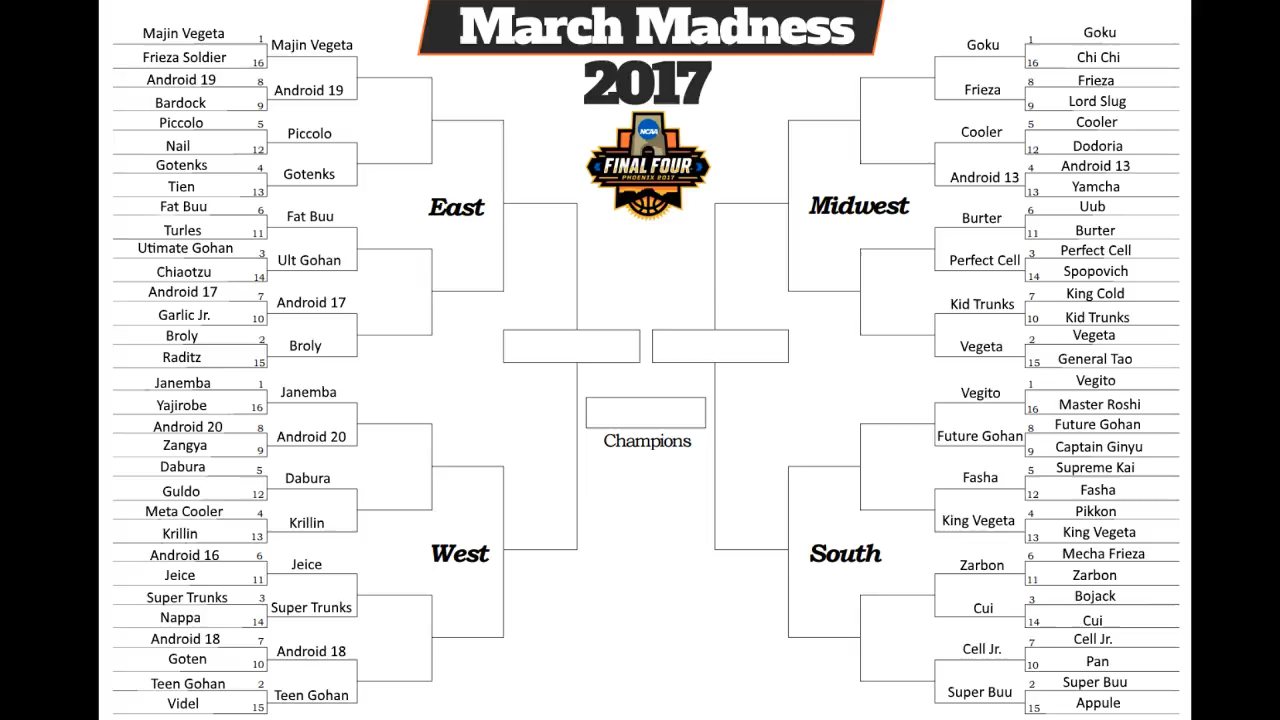 March Madness
2017
NCAA
FINAL FOUR
PHOENIX 2017
Majin Vegeta 1
Frieza Soldier 16
Android 19 8
Bardock 9
Piccolo 5
Nail 12
Gotenks 4
Tien 13
Fat Buu 6
Turles 11
Utimate Gohan 3
Chiaotzu 14
Android 17 7
Garlic Jr. 10
Broly 2
Raditz 15
Majin Vegeta
Android 19
Piccolo
Gotenks
Fat Buu
Ult Gohan
Android 17
Broly
East
Janemba 1
Yajirobe 16
Android 20 8
Zangya 9
Dabura 5
Guldo 12
Meta Cooler 4
Krillin 13
Android 16 6
Jeice 11
Super Trunks 3
Nappa 14
Android 18 7
Goten 10
Teen Gohan 2
Videl 15
Janemba
Android 20
Dabura
Krillin
Jeice
Super Trunks
Android 18
Teen Gohan
West
Champions
Midwest
Goku
Frieza
Cooler
Android 13
Burter
Perfect Cell
Kid Trunks
Vegeta
1 Goku
16 Chi Chi
8 Frieza
9 Lord Slug
5 Cooler
12 Dodoria
4 Android 13
13 Yamcha
6 Uub
11 Burter
3 Perfect Cell
14 Spopovich
7 King Cold
10 Kid Trunks
2 Vegeta
15 General Tao
South
Vegito
Future Gohan
Fasha
King Vegeta
Zarbon
Cui
Cell Jr.
Super Buu
1 Vegito
16 Master Roshi
8 Future Gohan
9 Captain Ginyu
5 Supreme Kai
12 Fasha
4 Pikkon
13 King Vegeta
6 Mecha Frieza
11 Zarbon
3 Bojack
14 Cui
7 Cell Jr.
10 Pan
2 Super Buu
15 Appule